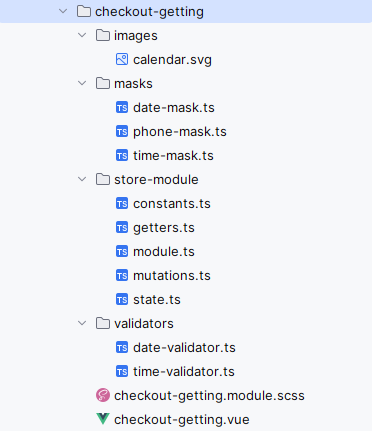 checkout-getting
images
calendar.svg
masks
date-mask.ts
phone-mask.ts
time-mask.ts
store-module
constants.ts
getters.ts
module.ts
mutations.ts
state.ts
validators
date-validator.ts
time-validator.ts
checkout-getting.module.scss
checkout-getting.vue